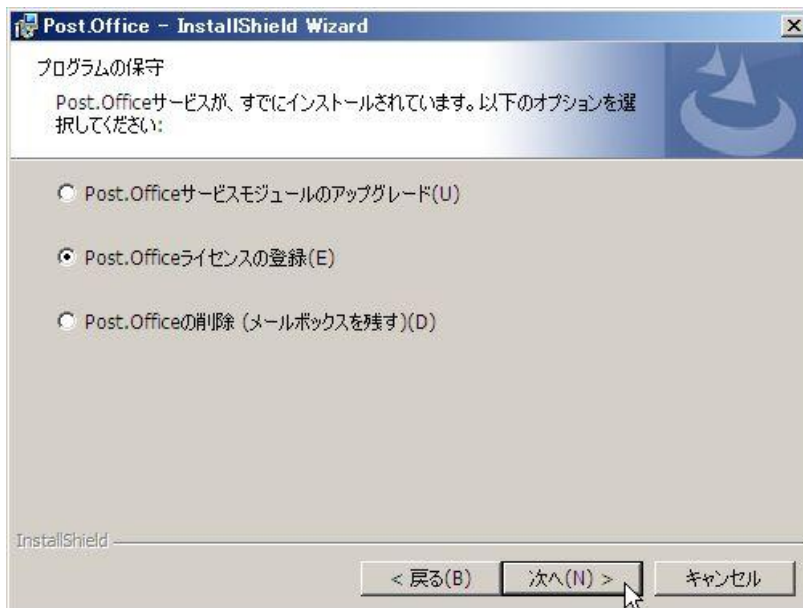 Post.Office - InstallShield Wizard
プログラムの保守
Post.Officeサービスが、すでにインストールされています。以下のオプションを選
択してください:
Post.Officeサービスモジュールのアップグレード(U)
Post.Officeライセンスの登録(E)
Post.Officeの削除 (メールボックスを残す)(D)
InstallShield
< 戻る(B)
次へ(N) >
キャンセル